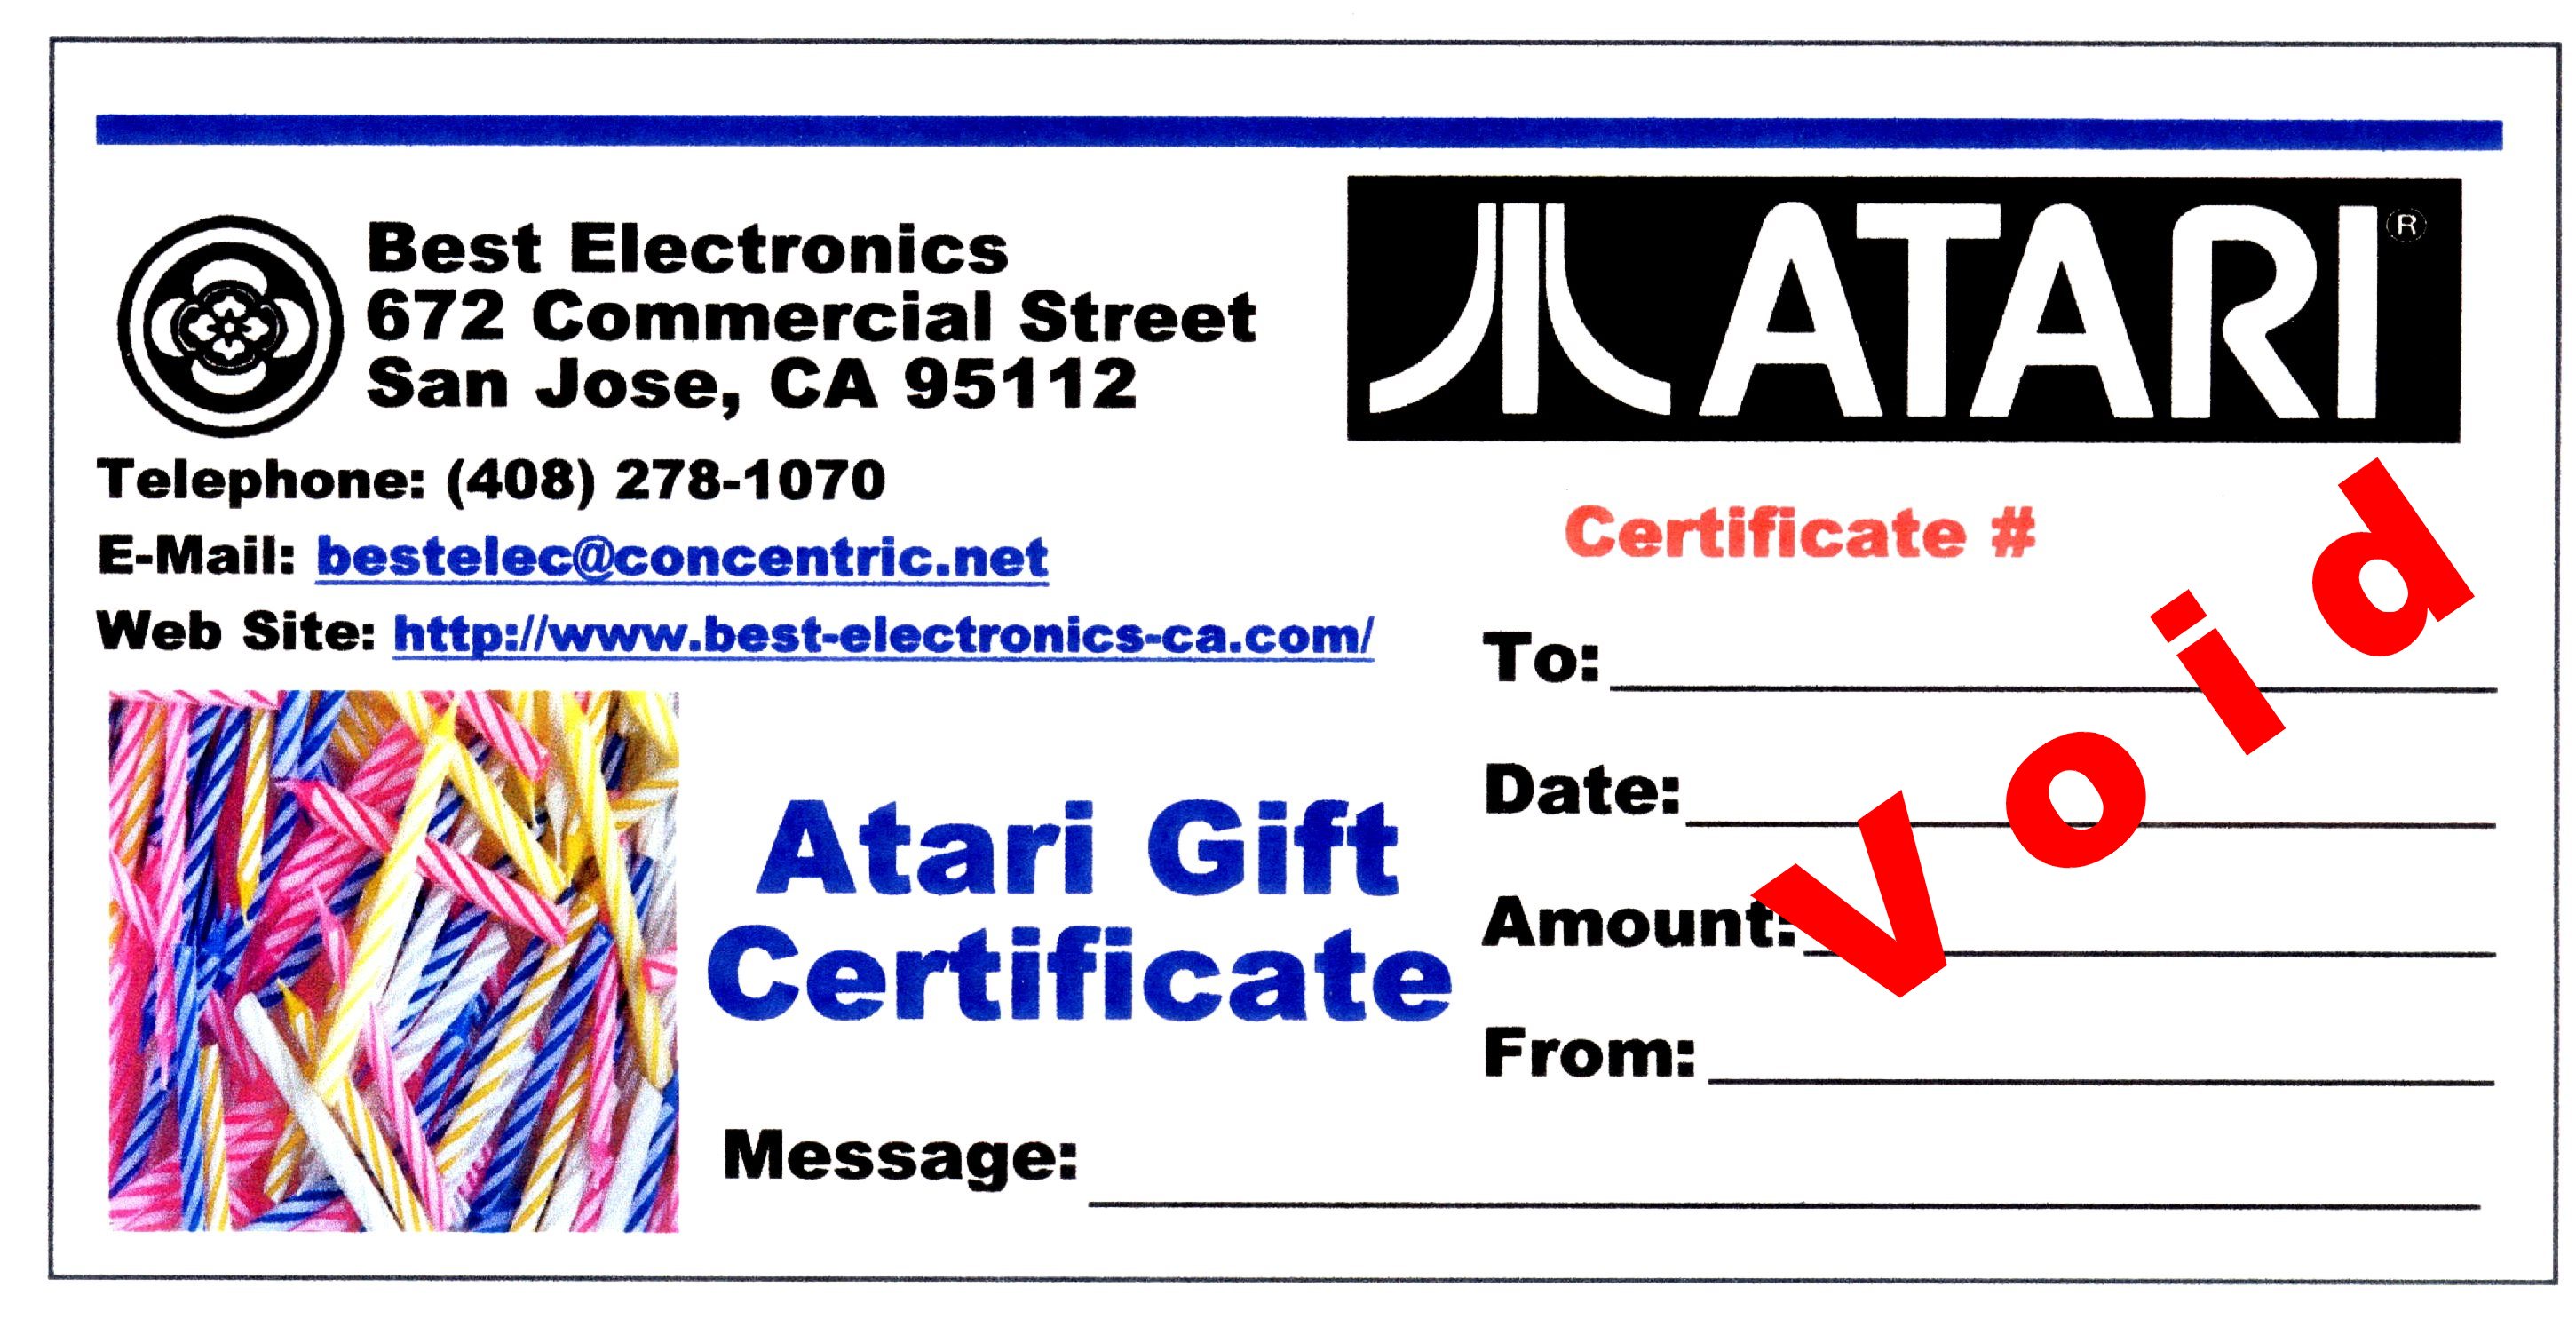 Best Electronics
672 Commercial Street
San Jose, CA 95112
Telephone: (408) 278-1070
E-Mail: bestelec@concentric.net
Web Site: http://www.best-electronics-ca.com/
ATARI®
Certificate #
To:
Date:
Amount:
From:
Void
Atari Gift
Certificate
Message: